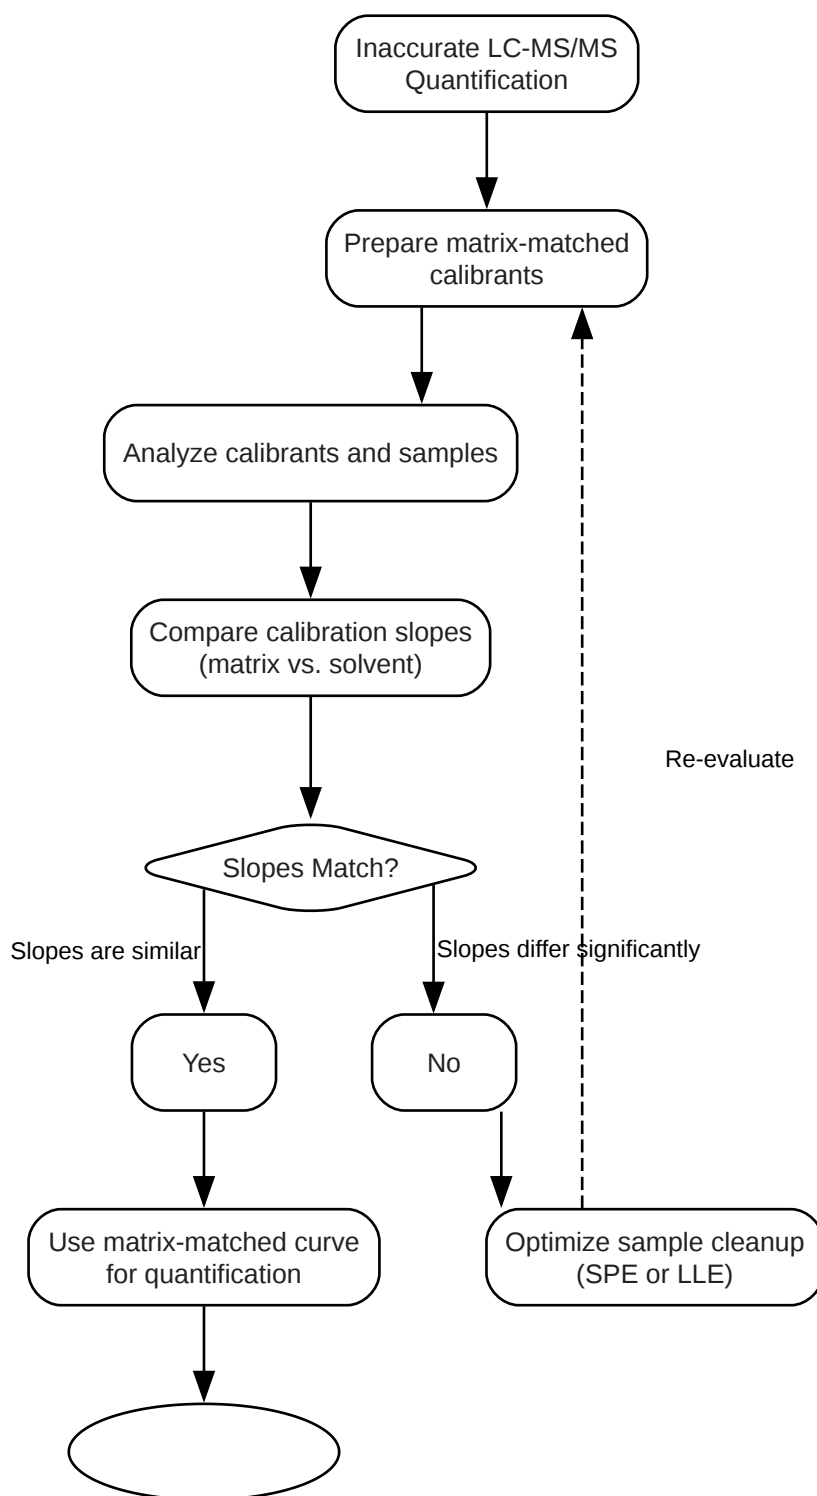 Inaccurate LC-MS/MS
Quantification
Prepare matrix-matched
calibrants
Analyze calibrants and samples
Compare calibration slopes
(matrix vs. solvent)
Re-evaluate
Slopes Match?
Slopes are similar
Slopes differ significantly
Yes
No
Use matrix-matched curve
for quantification
Optimize sample cleanup
(SPE or LLE)